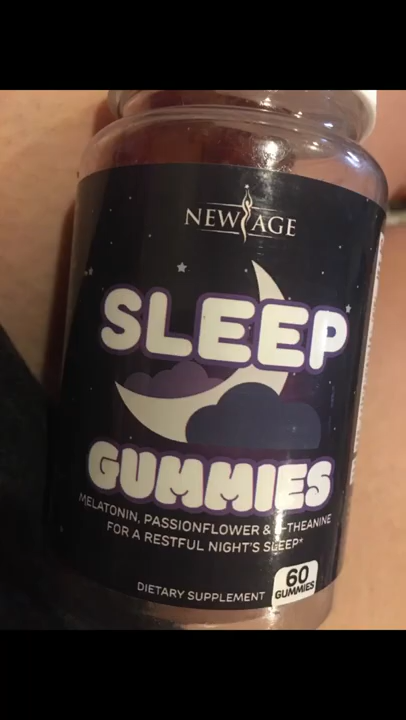 NEW AGE
SLEEP
GUMMIES
MELATONIN, PASSIONFLOWER & L-THEANINE
FOR A RESTFUL NIGHT'S SLEEP*
DIETARY SUPPLEMENT
60
GUMMIES